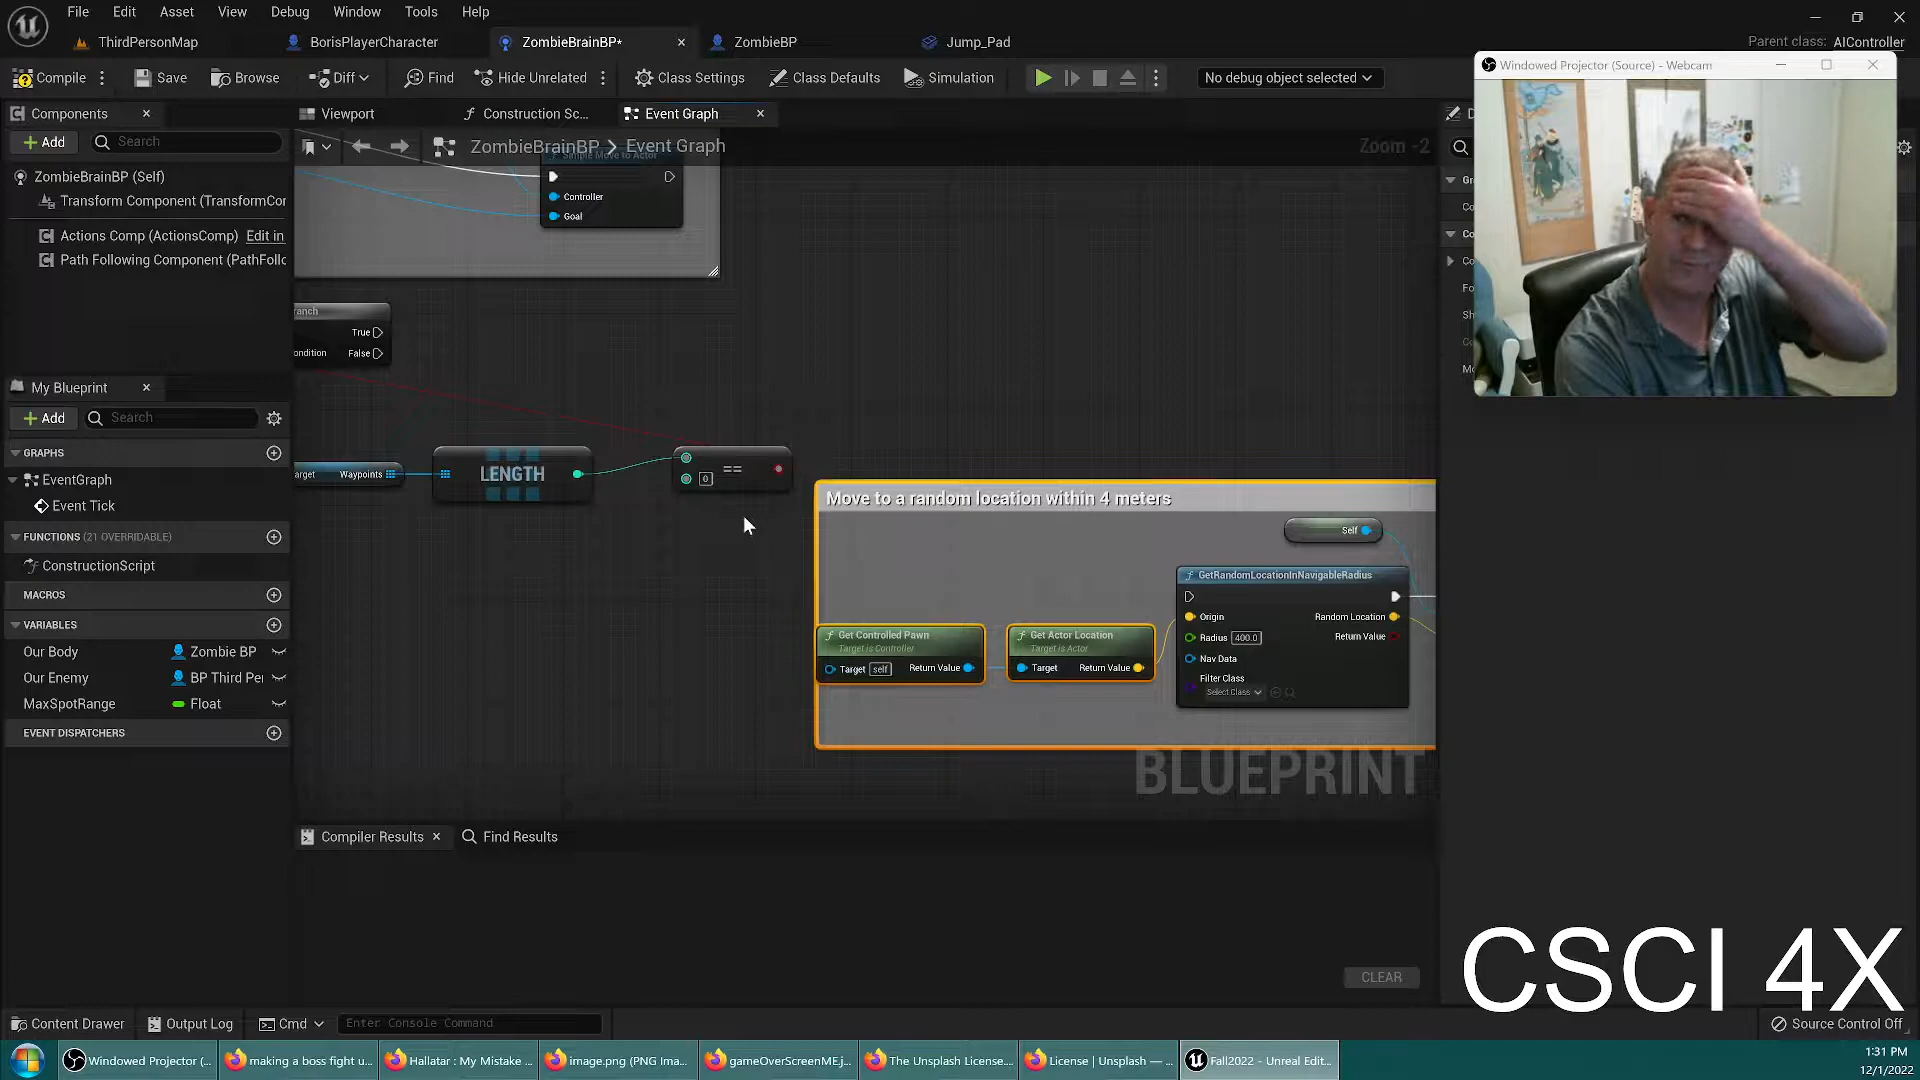 File Edit Asset View Debug Window Tools Help
ThirdPersonMap BorisPlayerCharacter ZombieBrainBP* ZombieBP Jump_Pad
Parent class: AIController
Compile Save Browse Diff Find Hide Unrelated Class Settings Class Defaults Simulation No debug object selected
Windowed Projector (Source) - Webcam
Components Viewport Construction Sc... Event Graph
Add Search ZombieBrainBP > Event Graph Zoom -2
ZombieBrainBP (Self)
Transform Component (TransformCor
Actions Comp (ActionsComp) Edit in
Path Following Component (PathFollc
Simple Move to Actor
Controller
Goal
ranch
True
ondition False
My Blueprint
Add Search
GRAPHS
EventGraph
Event Tick
FUNCTIONS (21 OVERRIDABLE)
ConstructionScript
MACROS
VARIABLES
Our Body Zombie BP
Our Enemy BP Third Pe
MaxSpotRange Float
EVENT DISPATCHERS
arget Waypoints LENGTH == 0
Move to a random location within 4 meters
Self
GetRandomLocationInNavigableRadius
Origin Random Location
Radius 400.0 Return Value
Nav Data
Filter Class
Select Class
Get Controlled Pawn
Target is Controller
Target self Return Value
Get Actor Location
Target is Actor
Target Return Value
BLUEPRINT
Compiler Results Find Results
CLEAR
CSCI 4X
Content Drawer Output Log Cmd Enter Console Command Source Control Off
Windowed Projector (... making a boss fight u... Hallatar : My Mistake ... image.png (PNG Ima... gameOverScreenME.j... The Unsplash License... License | Unsplash — ... Fall2022 - Unreal Edit...
1:31 PM
12/1/2022